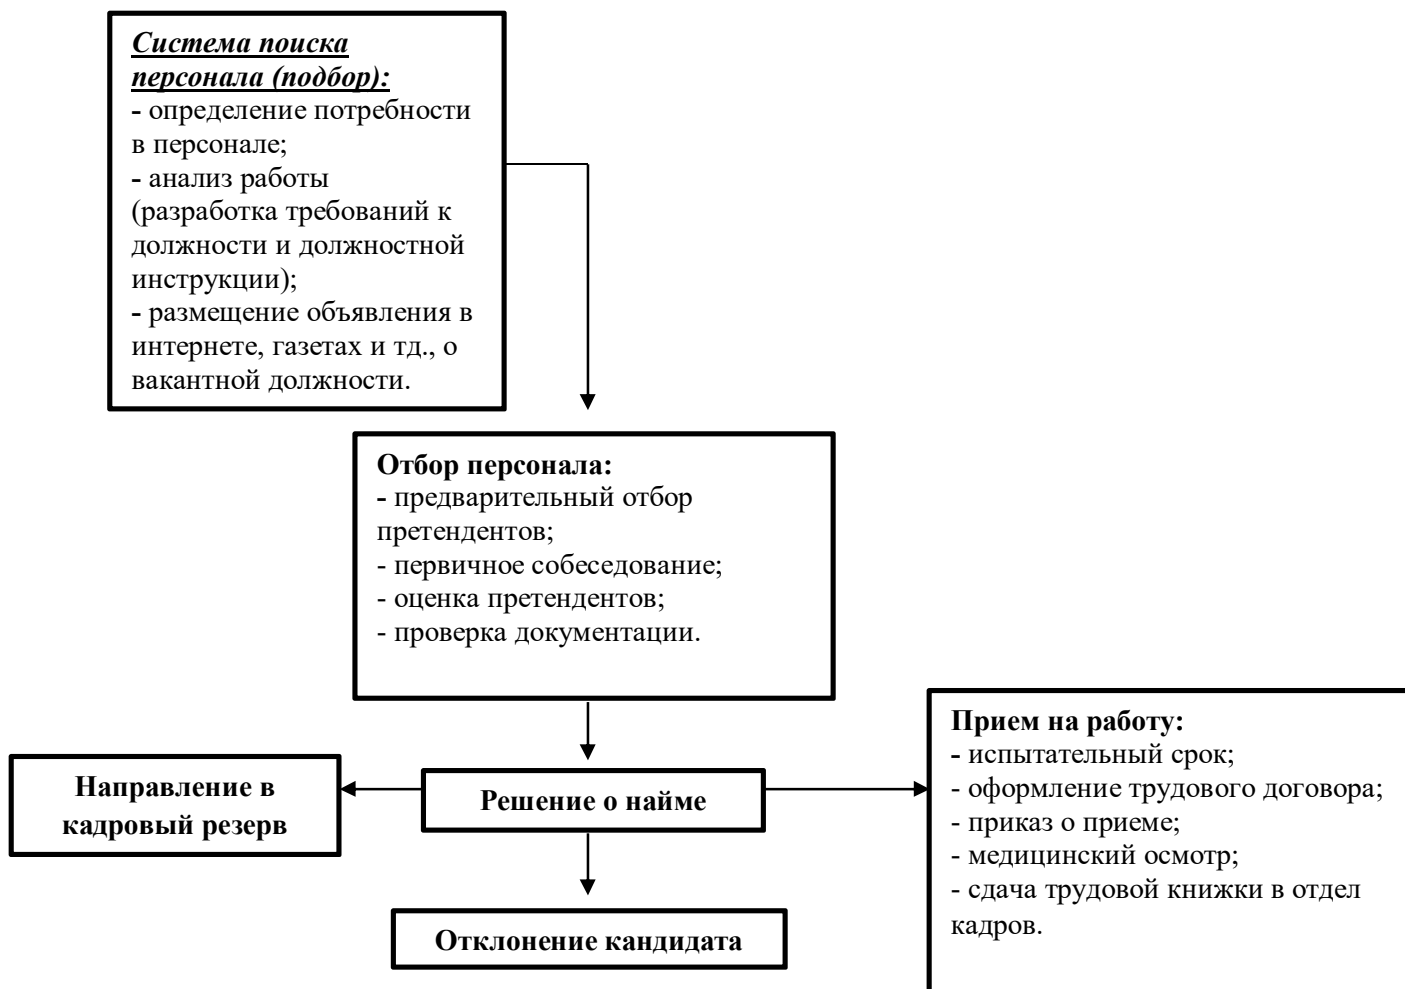 Система поиска
персонала (подбор):
- определение потребности
в персонале;
- анализ работы
(разработка требований к
должности и должностной
инструкции);
- размещение объявления в
интернете, газетах и тд., о
вакантной должности.
Отбор персонала:
- предварительный отбор
претендентов;
- первичное собеседование;
- оценка претендентов;
- проверка документации.
Направление в
кадровый резерв
Решение о найме
Прием на работу:
- испытательный срок;
- оформление трудового договора;
- приказ о приеме;
- медицинский осмотр;
- сдача трудовой книжки в отдел
кадров.
Отклонение кандидата